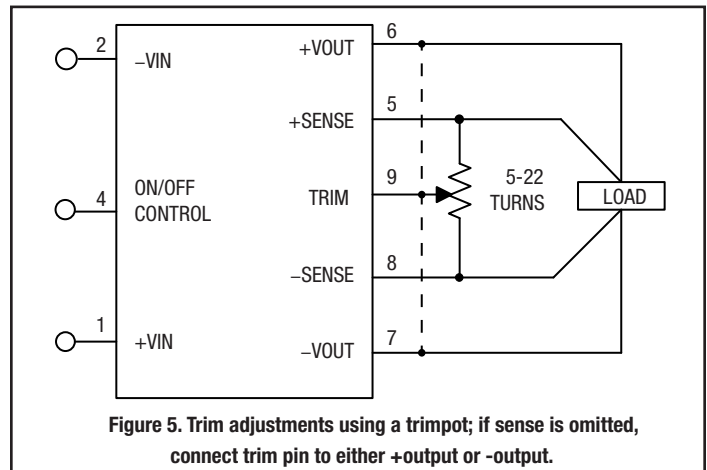 6
2
+VOUT
−VIN
5
+SENSE
9
5-22
4
ON/OFF
TRIM
TURNS
LOAD
CONTROL
8
−SENSE
1
7
+VIN
−VOUT
Figure 5. Trim adjustments using a trimpot; if sense is omitted,
connect trim pin to either +output or -output.